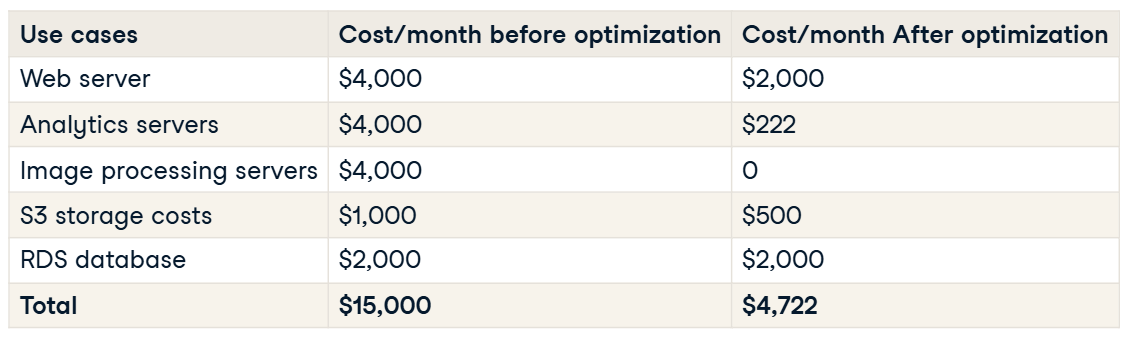 Use cases Cost/month before optimization Cost/month After optimization
Web server $4,000 $2,000
Analytics servers $4,000 $222
Image processing servers $4,000 0
S3 storage costs $1,000 $500
RDS database $2,000 $2,000
Total $15,000 $4,722